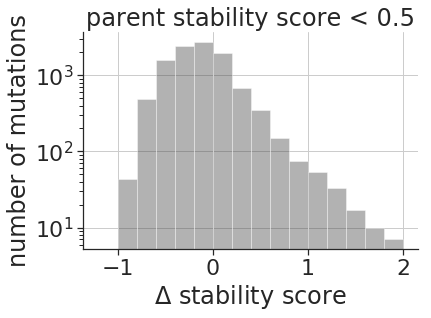 parent stability score < 0.5
number of mutations
10³
10²
10¹
−1
0
1
2
Δ stability score